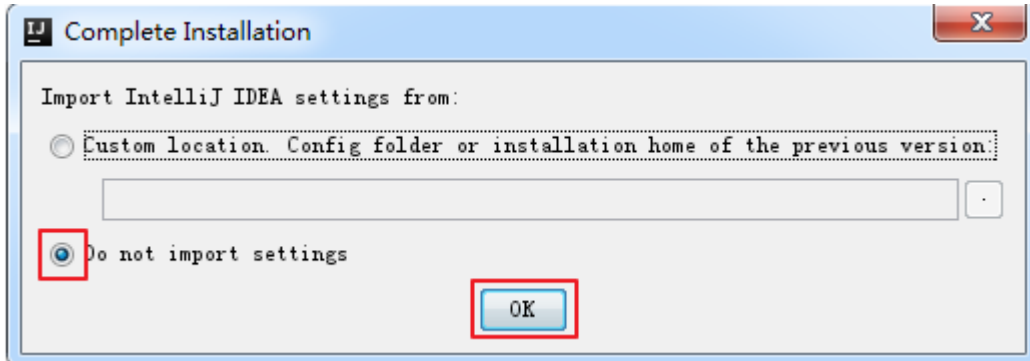 IJ Complete Installation
Import IntelliJ IDEA settings from:
Custom location. Config folder or installation home of the previous version:
.
Do not import settings
OK